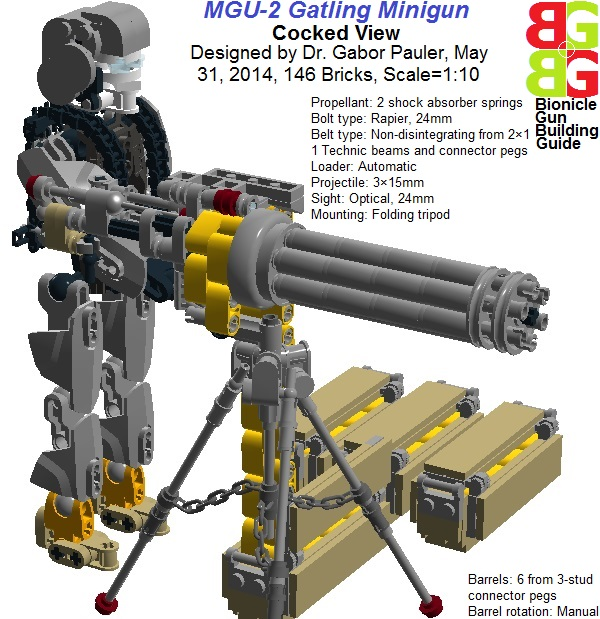 MGU-2 Gatling Minigun
Cocked View
Designed by Dr. Gabor Pauler, May
31, 2014, 146 Bricks, Scale=1:10
BG
BG
Bionicle
Gun
Building
Guide
Propellant: 2 shock absorber springs
Bolt type: Rapier, 24mm
Belt type: Non-disintegrating from 2×1
1 Technic beams and connector pegs
Loader: Automatic
Projectile: 3×15mm
Sight: Optical, 24mm
Mounting: Folding tripod
Barrels: 6 from 3-stud
connector pegs
Barrel rotation: Manual